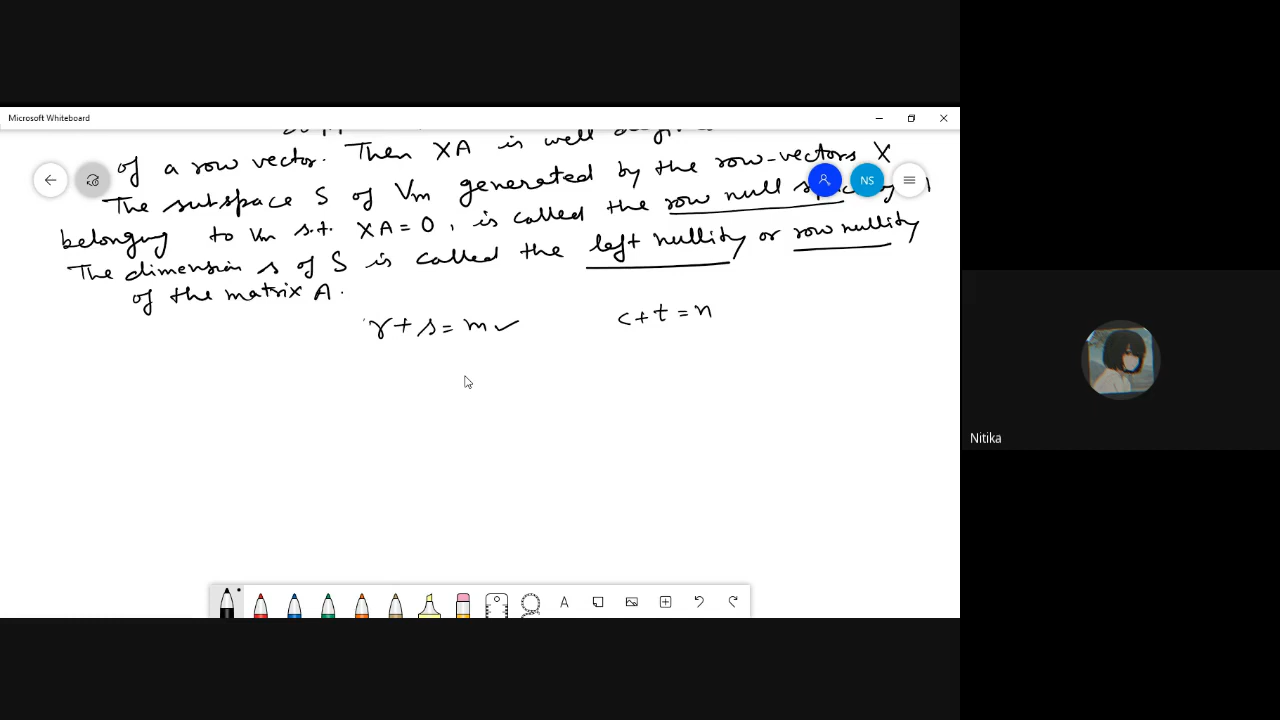 Microsoft Whiteboard
of a row vector. Then XA is well
The subspace S of Vm generated by the row-vectors X
belonging to Vm s.t. XA = 0, is called the row null
The dimension s of S is called the left nullity or row nullity
of the matrix A.
r + s = m ✓ c + t = n
NS
A
Nitika